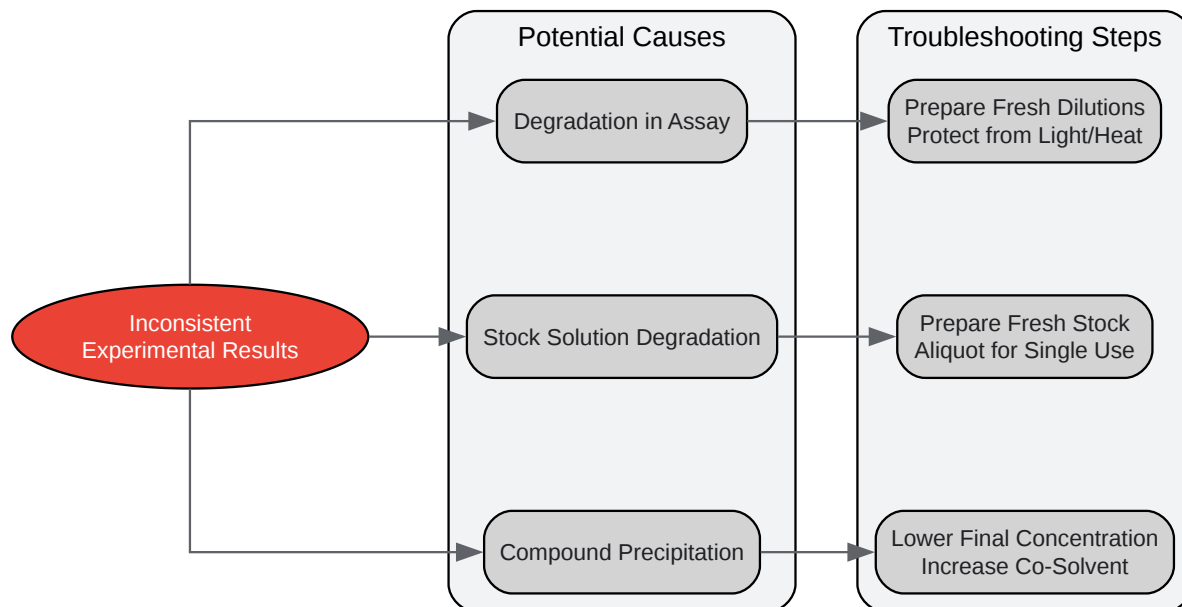 Potential Causes
Troubleshooting Steps
Degradation in Assay
Prepare Fresh Dilutions
Protect from Light/Heat
Inconsistent
Experimental Results
Stock Solution Degradation
Prepare Fresh Stock
Aliquot for Single Use
Compound Precipitation
Lower Final Concentration
Increase Co-Solvent